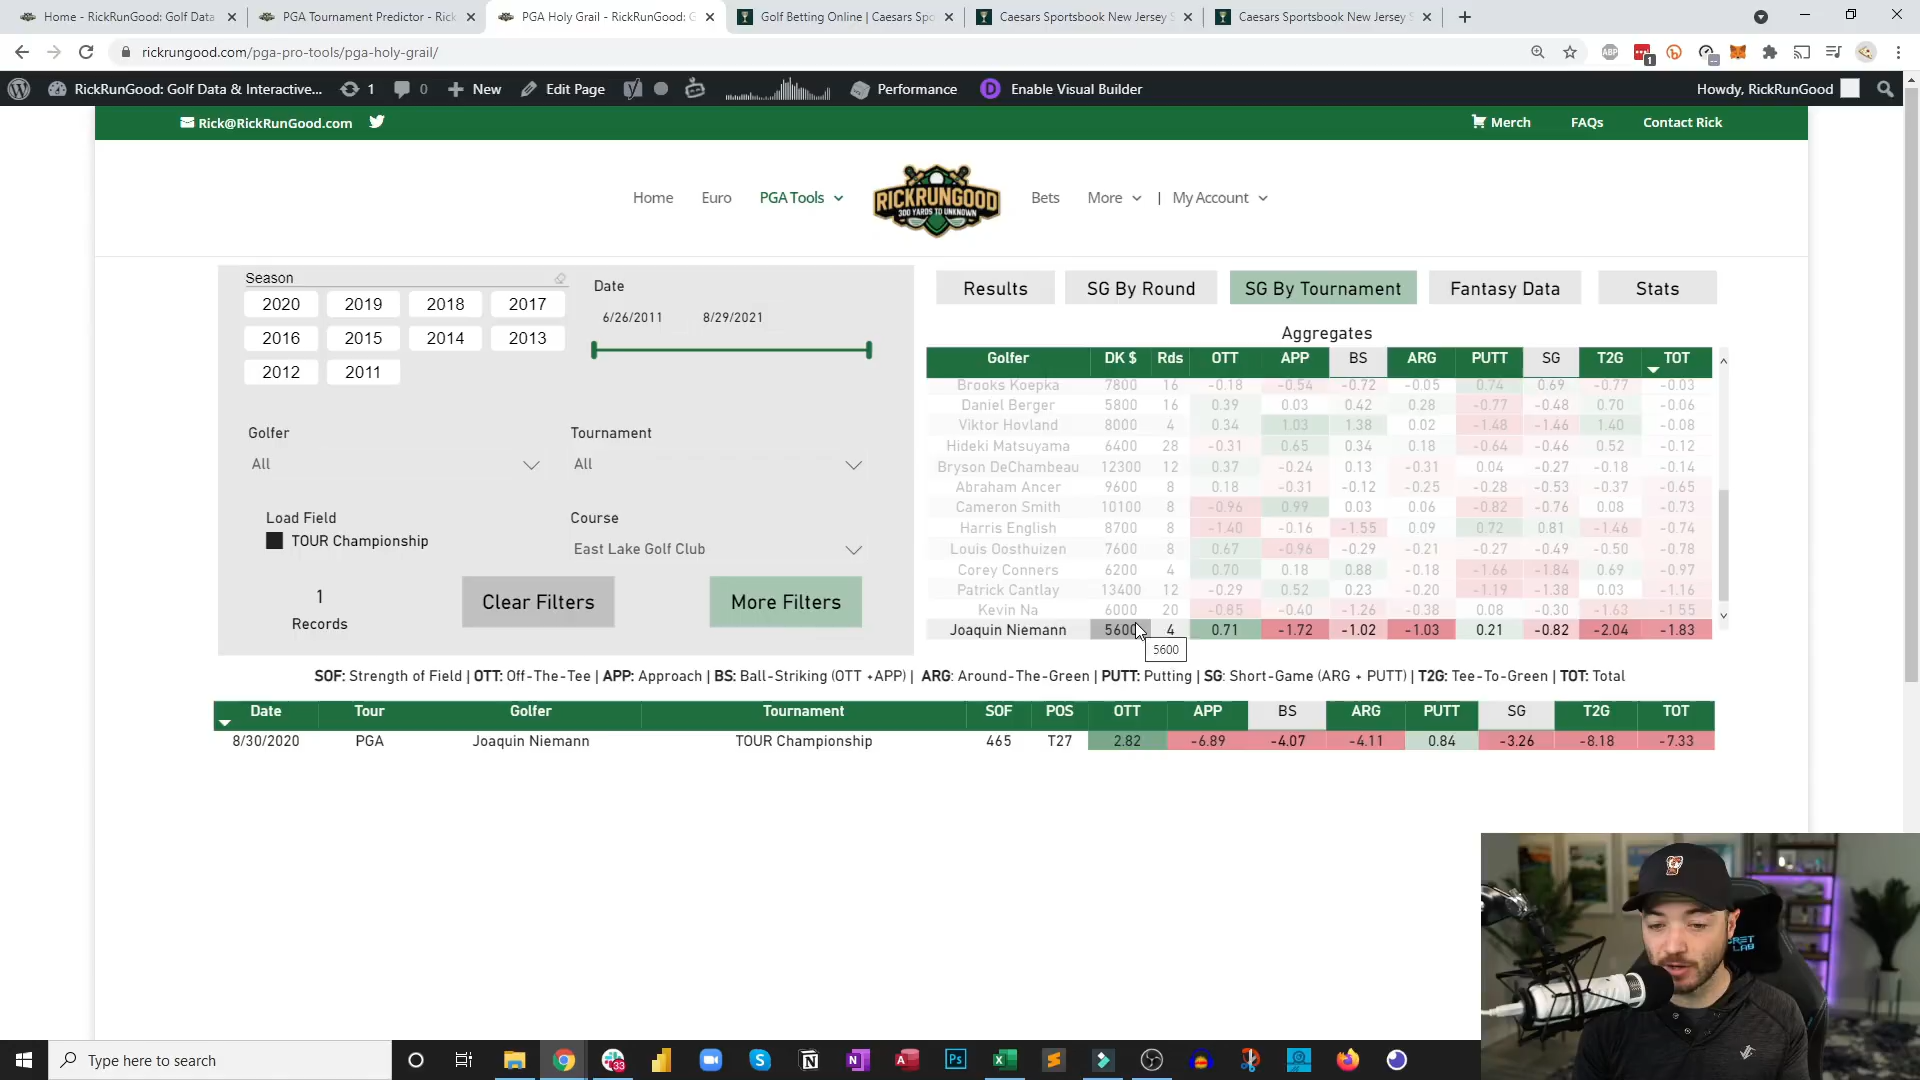 Home - RickRunGood: Golf Data
PGA Tournament Predictor - Rick
PGA Holy Grail - RickRunGood: G
Golf Betting Online | Caesars Spo
Caesars Sportsbook New Jersey S
Caesars Sportsbook New Jersey S
rickrungood.com/pga-pro-tools/pga-holy-grail/
ABP
1
RickRunGood: Golf Data & Interactive...
1
0
New
Edit Page
Performance
D
Enable Visual Builder
Howdy, RickRunGood
Rick@RickRunGood.com
Merch
FAQs
Contact Rick
Home
Euro
PGA Tools
RICKRUNGOOD
300 YARDS TO UNKNOWN
Bets
More
|
My Account
Season
2020 2019 2018 2017
2016 2015 2014 2013
2012 2011
Date
6/26/2011 8/29/2021
Golfer
All
Tournament
All
Load Field
TOUR Championship
Course
East Lake Golf Club
1
Records
Clear Filters
More Filters
Results
SG By Round
SG By Tournament
Fantasy Data
Stats
Aggregates
Golfer DK $ Rds OTT APP BS ARG PUTT SG T2G TOT
Brooks Koepka 7800 16 -0.18 -0.54 -0.72 -0.05 0.74 0.69 -0.77 -0.03
Daniel Berger 5800 16 0.39 0.03 0.42 0.28 -0.77 -0.48 0.70 -0.06
Viktor Hovland 8000 4 0.34 1.03 1.38 0.02 -1.48 -1.46 1.40 -0.08
Hideki Matsuyama 6400 28 -0.31 0.65 0.34 0.18 -0.64 -0.46 0.52 -0.12
Bryson DeChambeau 12300 12 0.37 -0.24 0.13 -0.31 0.04 -0.27 -0.18 -0.14
Abraham Ancer 9600 8 0.18 -0.31 -0.12 -0.25 -0.28 -0.53 -0.37 -0.65
Cameron Smith 10100 8 -0.96 0.99 0.03 0.06 -0.82 -0.76 0.08 -0.73
Harris English 8700 8 -1.40 -0.16 -1.55 0.09 0.72 0.81 -1.46 -0.74
Louis Oosthuizen 7600 8 0.67 -0.96 -0.29 -0.21 -0.27 -0.49 -0.50 -0.78
Corey Conners 6200 4 0.70 0.18 0.88 -0.18 -1.66 -1.84 0.69 -0.97
Patrick Cantlay 13400 12 -0.29 0.52 0.23 -0.20 -1.19 -1.38 0.03 -1.16
Kevin Na 6000 20 -0.85 -0.40 -1.26 -0.38 0.08 -0.30 -1.63 -1.55
Joaquin Niemann 5600 4 0.71 -1.72 -1.02 -1.03 0.21 -0.82 -2.04 -1.83
5600
SOF: Strength of Field | OTT: Off-The-Tee | APP: Approach | BS: Ball-Striking (OTT +APP) | ARG: Around-The-Green | PUTT: Putting | SG: Short-Game (ARG + PUTT) | T2G: Tee-To-Green | TOT: Total
Date Tour Golfer Tournament SOF POS OTT APP BS ARG PUTT SG T2G TOT
8/30/2020 PGA Joaquin Niemann TOUR Championship 465 T27 2.82 -6.89 -4.07 -4.11 0.84 -3.26 -8.18 -7.33
Type here to search
33
Ps